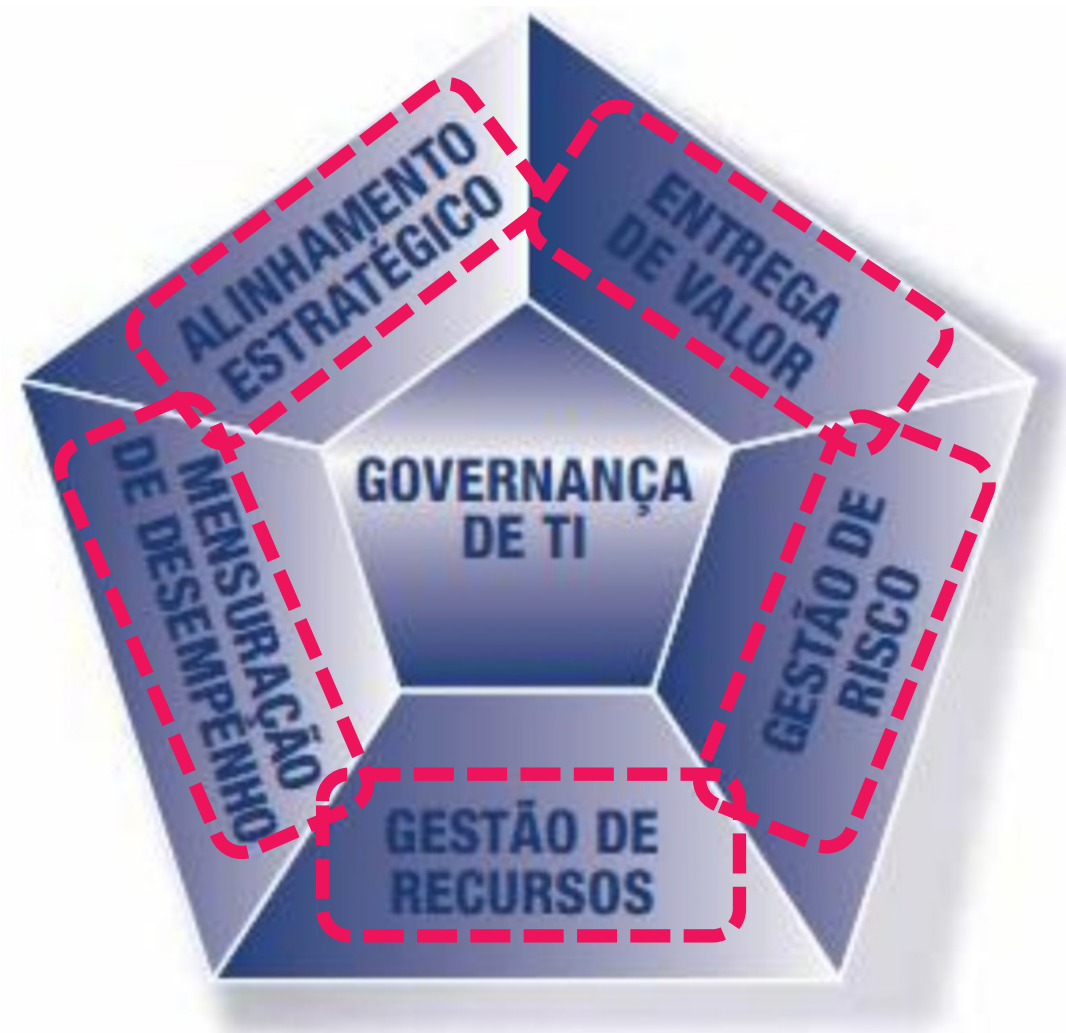 ALINHAMENTO
ESTRATÉGICO
ENTREGA
DE VALOR
GOVERNANÇA
DE TI
MENSURAÇÃO
DE DESEMPENHO
GESTÃO DE
RISCO
GESTÃO DE
RECURSOS